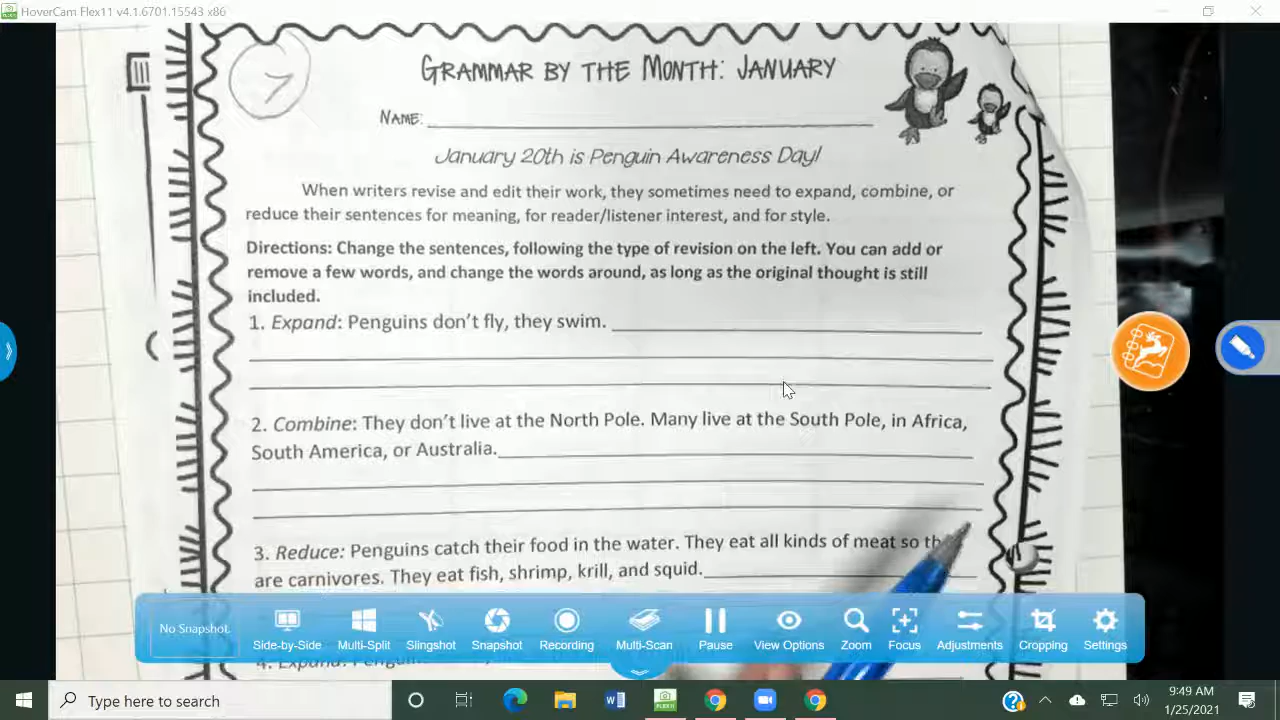 HoverCam Flex11 v4.1.6701.15543 x86
7
GRAMMAR BY THE MONTH: JANUARY
NAME:
January 20th is Penguin Awareness Day!
When writers revise and edit their work, they sometimes need to expand, combine, or
reduce their sentences for meaning, for reader/listener interest, and for style.
Directions: Change the sentences, following the type of revision on the left. You can add or
remove a few words, and change the words around, as long as the original thought is still
included.
1. Expand: Penguins don't fly, they swim.
2. Combine: They don't live at the North Pole. Many live at the South Pole, in Africa,
South America, or Australia.
3. Reduce: Penguins catch their food in the water. They eat all kinds of meat so
are carnivores. They eat fish, shrimp, krill, and squid.
No Snapshot.
Side-by-Side Multi-Split Slingshot Snapshot Recording Multi-Scan Pause View Options Zoom Focus Adjustments Cropping Settings
4. Expand:
Type here to search
9:49 AM
1/25/2021